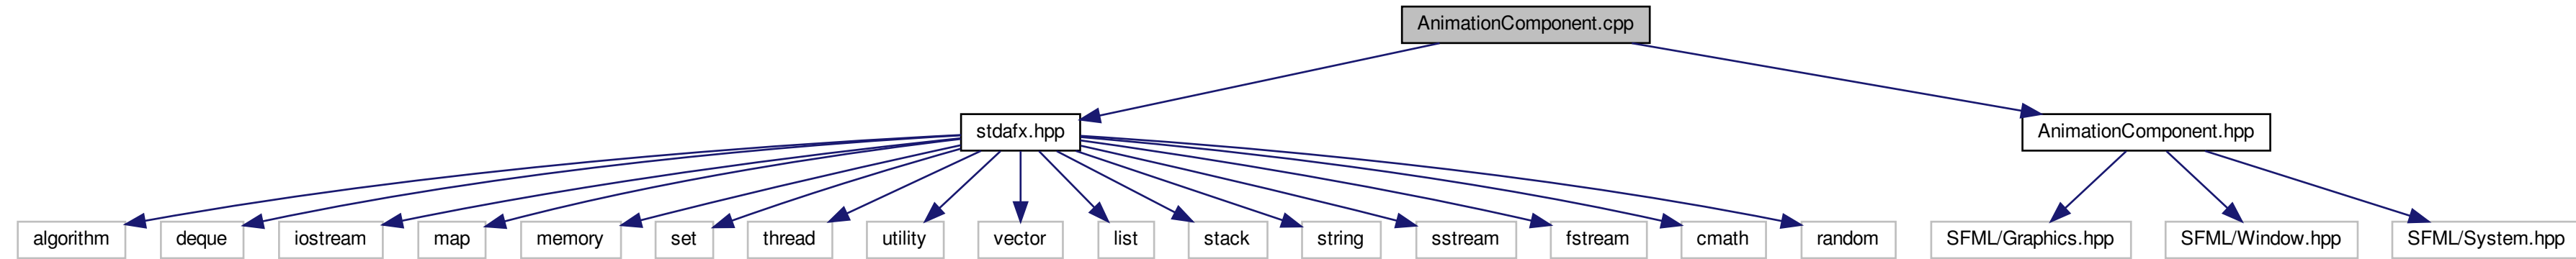 AnimationComponent.cpp
stdafx.hpp
AnimationComponent.hpp
algorithm
deque
iostream
map
memory
set
thread
utility
vector
list
stack
string
sstream
fstream
cmath
random
SFML/Graphics.hpp
SFML/Window.hpp
SFML/System.hpp